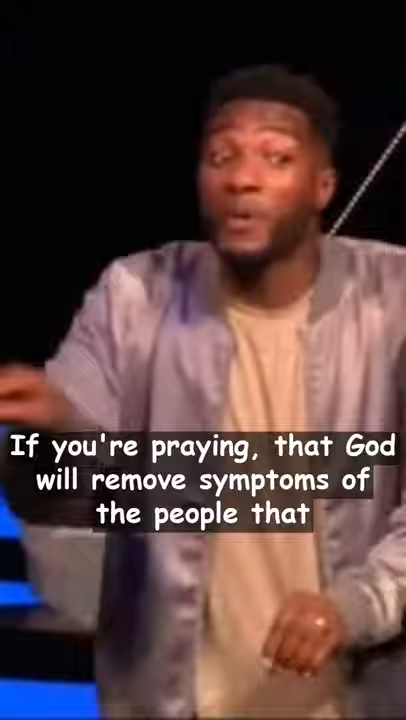 If you're praying, that God
will remove symptoms of
the people that